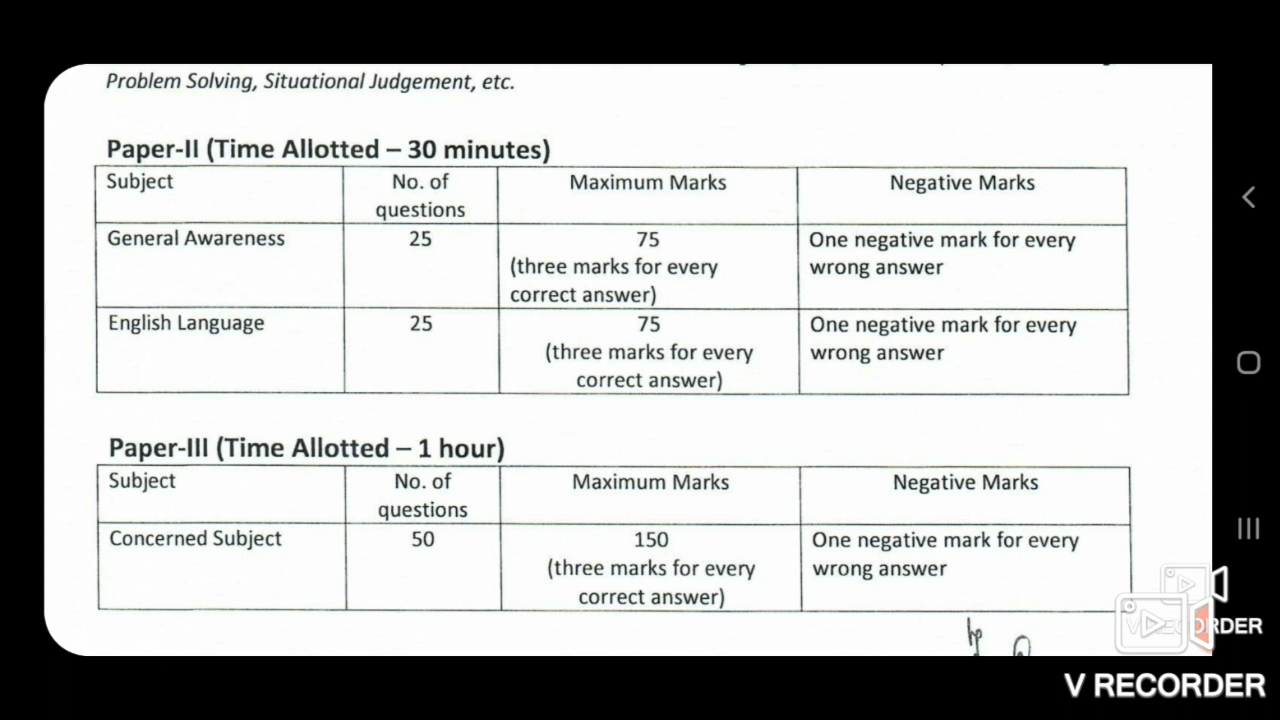 Problem Solving, Situational Judgement, etc.
Paper-II (Time Allotted – 30 minutes)
Subject No. of questions Maximum Marks Negative Marks
General Awareness 25 75 One negative mark for every
(three marks for every wrong answer
correct answer)
English Language 25 75 One negative mark for every
(three marks for every wrong answer
correct answer)
Paper-III (Time Allotted – 1 hour)
Subject No. of questions Maximum Marks Negative Marks
Concerned Subject 50 150 One negative mark for every
(three marks for every wrong answer
correct answer)
V RECORDER
V RECORDER